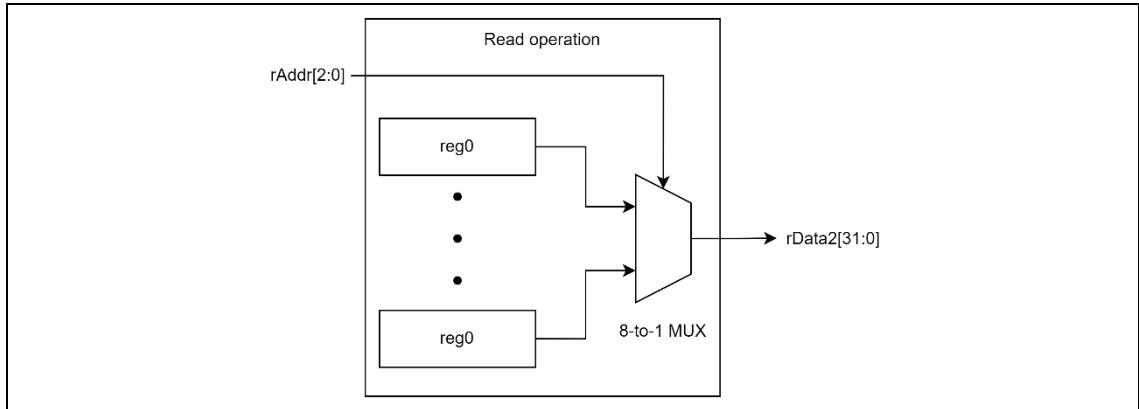 Read operation
rAddr[2:0]
reg0
rData2[31:0]
reg0
8-to-1 MUX